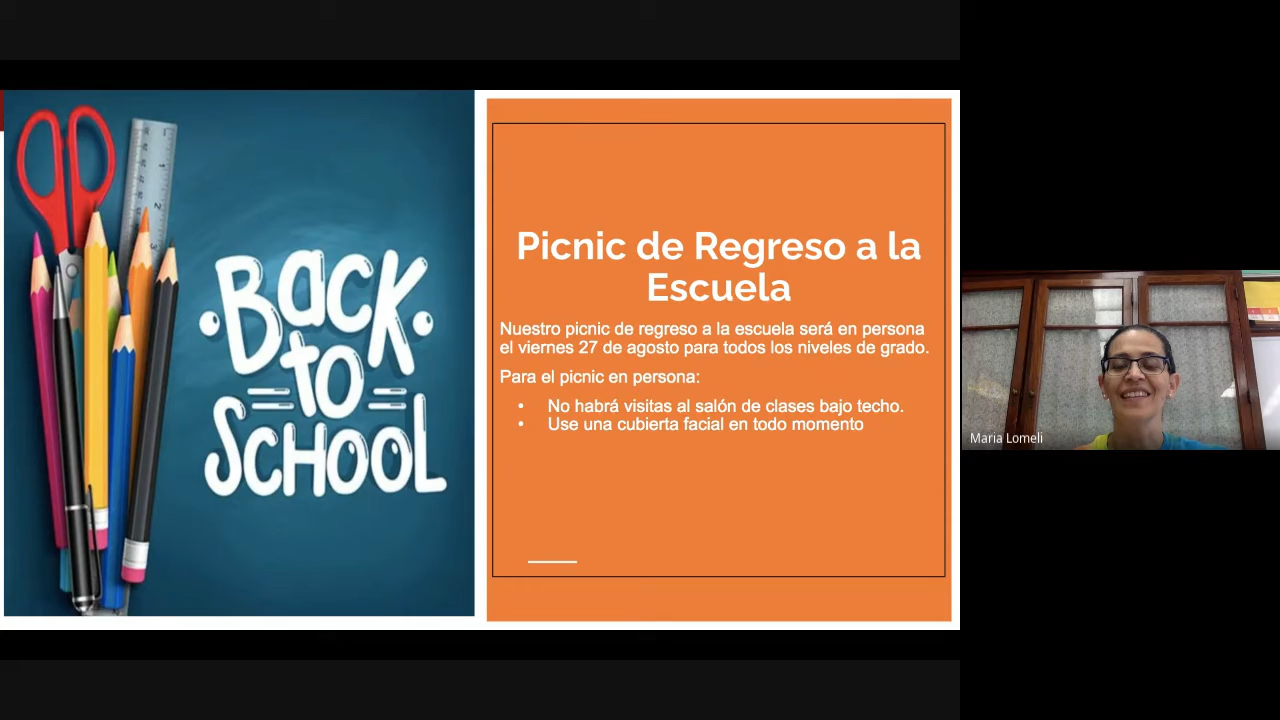 Back
to
School
Picnic de Regreso a la
Escuela
Nuestro picnic de regreso a la escuela será en persona
el viernes 27 de agosto para todos los niveles de grado.
Para el picnic en persona:
• No habrá visitas al salón de clases bajo techo.
• Use una cubierta facial en todo momento
Maria Lomeli